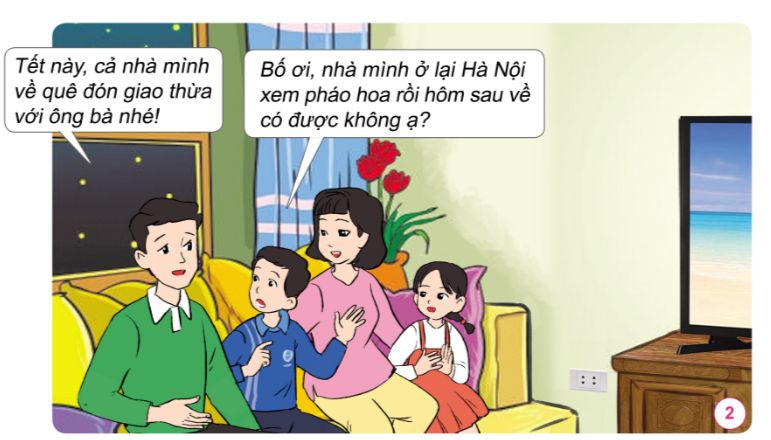 Tết này, cả nhà mình
về quê đón giao thừa
với ông bà nhé!
Bố ơi, nhà mình ở lại Hà Nội
xem pháo hoa rồi hôm sau về
có được không ạ?
2